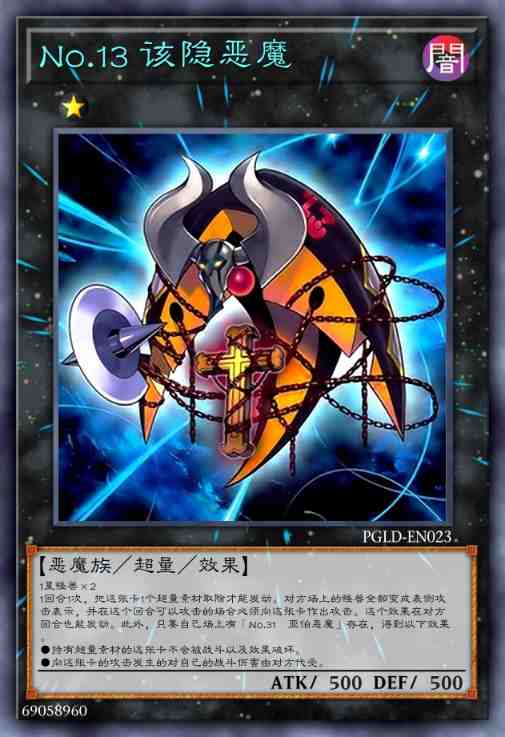 No.13 该隐恶魔
闇
PGLD-EN023
【恶魔族／超量／效果】
1星怪兽×2
1回合1次，把这张卡1个超量素材取除才能发动。对方场上的怪兽全部变成表侧攻
击表示，并在这个回合可以攻击的场合必须向这张卡作出攻击。这个效果在对方
回合也能发动。此外，只要自己场上有「No.31　亚伯恶魔」存在，得到以下效果
。
●持有超量素材的这张卡不会被战斗以及效果破坏。
●向这张卡的攻击发生的对自己的战斗伤害由对方代受。
ATK/ 500 DEF/ 500
69058960